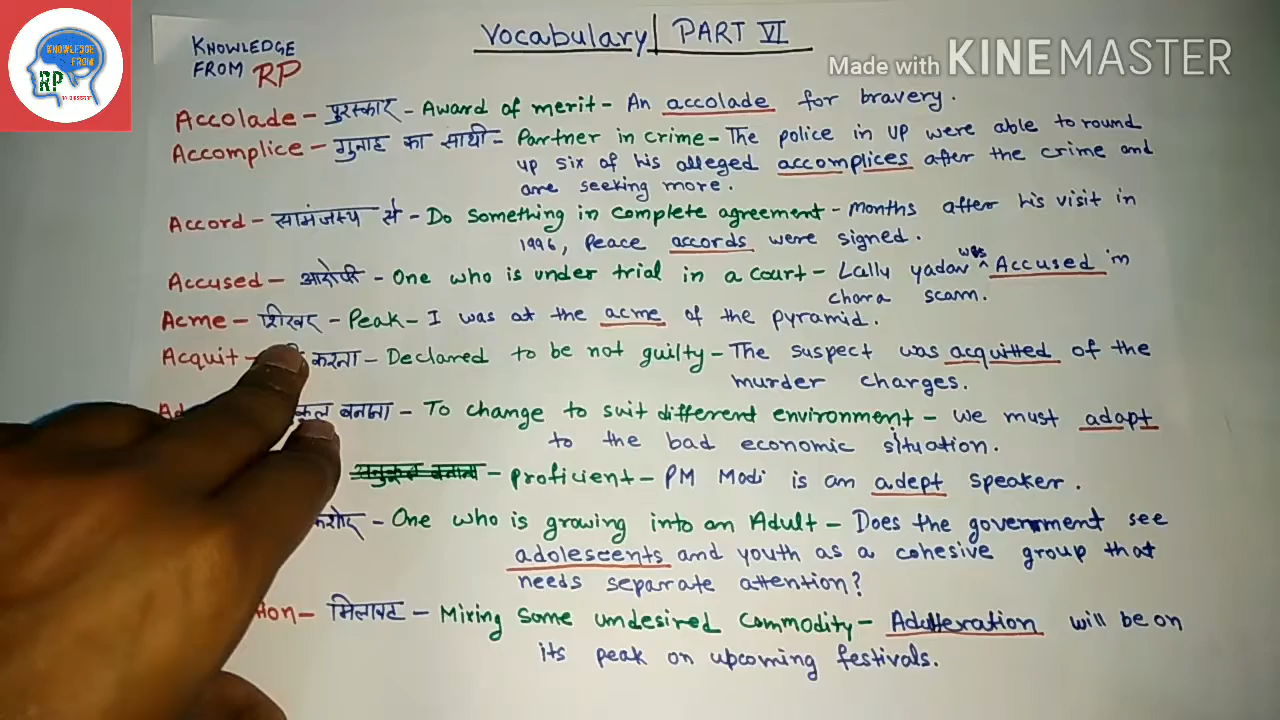 KNOWLEDGE FROM
RP
KNOWLEDGE
FROM RP
Vocabulary | PART VI
Made with KINEMASTER
Accolade - पुरस्कार - Award of merit - An accolade for bravery.
Accomplice - गुनाह का साथी - Partner in crime - The police in UP were able to round
up six of his alleged accomplices after the crime and
are seeking more.
Accord - सामंजस्य से - Do something in complete agreement - Months after his visit in
1996, Peace accords were signed.
Accused - आरोपी - One who is under trial in a court - Lally yadav was Accused in
chara scam.
Acme - शिखर - Peak - I was at the acme of the pyramid.
Acquit - करना - Declared to be not guilty - The suspect was acquitted of the
murder charges.
बनाना - To change to suit different environment - We must adapt
to the bad economic situation.
- Proficient - PM Modi is an adept speaker.
- One who is growing into an Adult - Does the government see
adolescents and youth as a cohesive group that
needs separate attention?
मिलावट - Mixing some undesired commodity - Adulteration will be on
its peak on upcoming festivals.